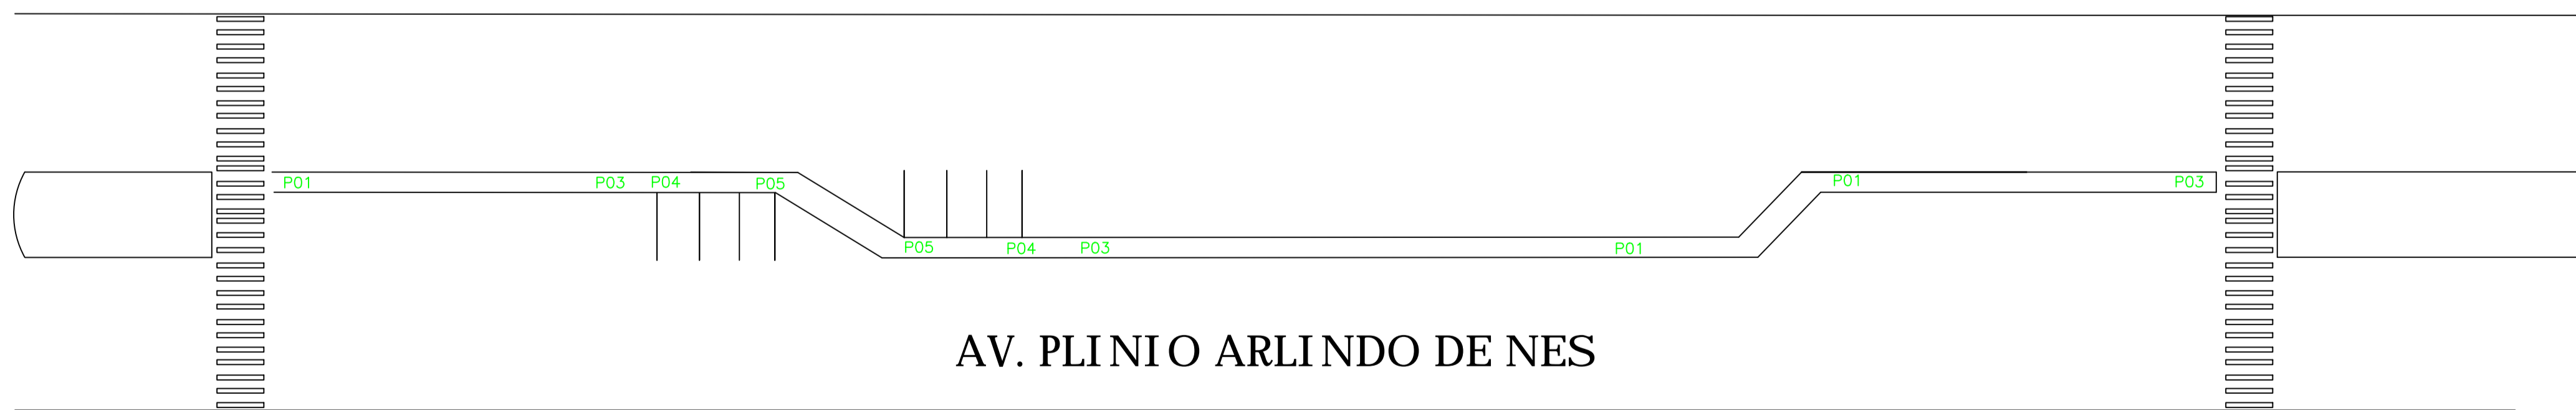 P01 P03 P04 P05 P01 P03
P05 P04 P03 P01
AV. PLINIO ARLINDO DE NES